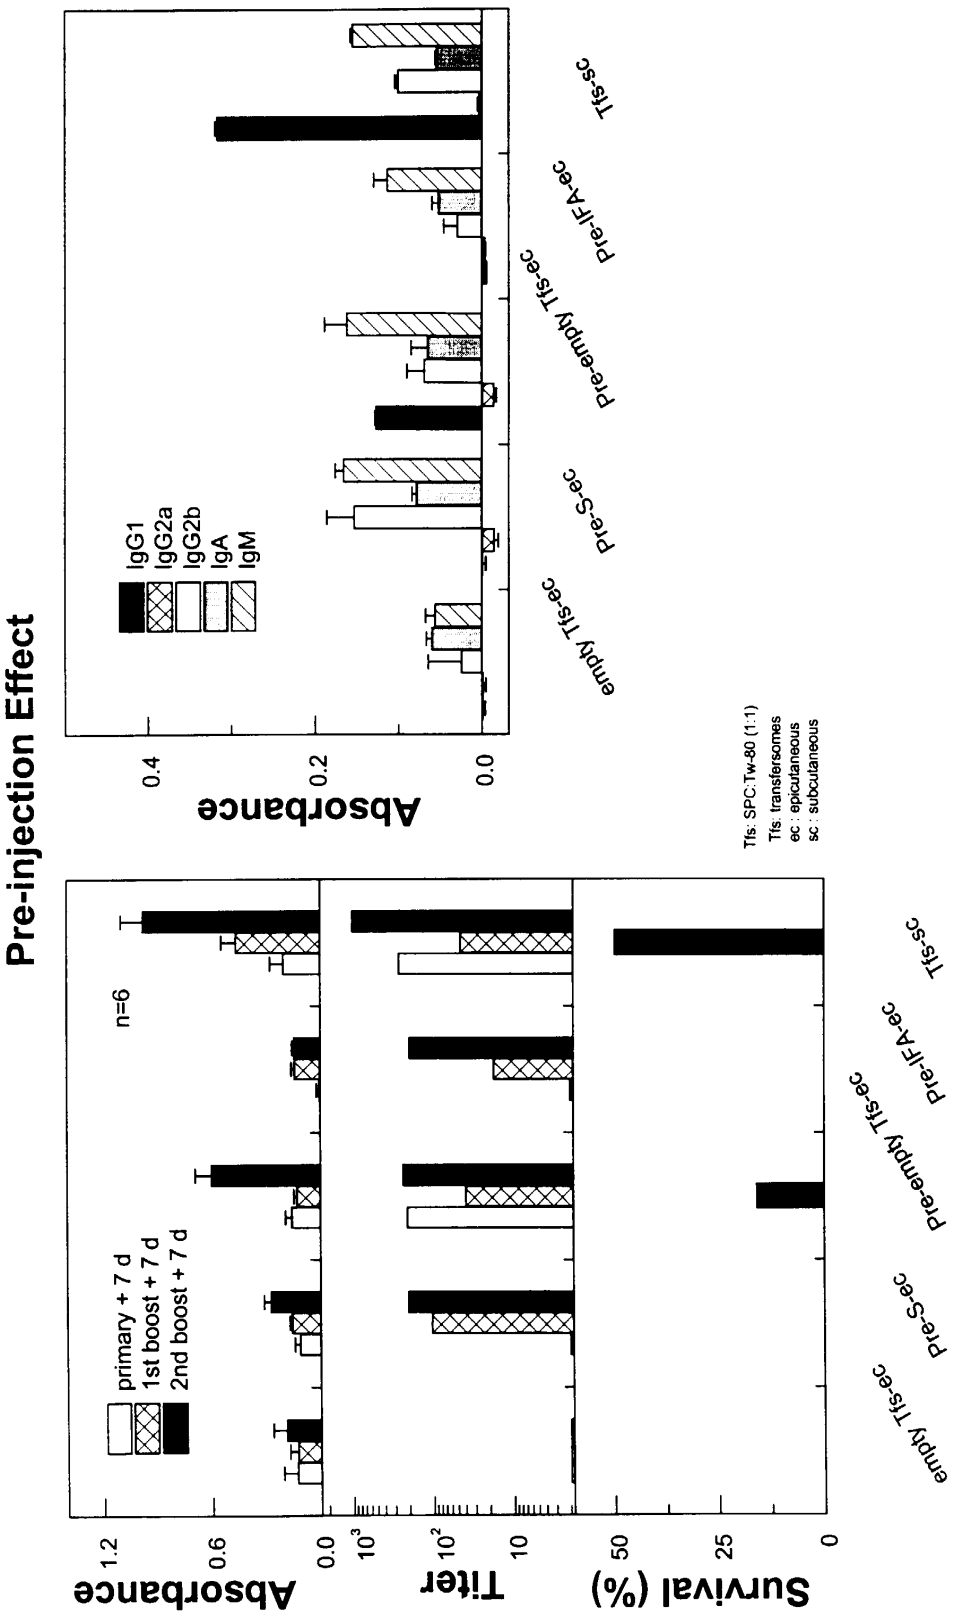 Pre-injection Effect
n=6
primary + 7 d
1st boost + 7 d
2nd boost + 7 d
1.2
0.6
0.0
Absorbance
10³
10²
10
Titer
50
25
0
Survival (%)
empty Tfs-ec
Pre-S-ec
Pre-empty Tfs-ec
Pre-IFA-ec
Tfs-sc
IgG1
IgG2a
IgG2b
IgA
IgM
0.4
0.2
0.0
Absorbance
empty Tfs-ec
Pre-S-ec
Pre-empty Tfs-ec
Pre-IFA-ec
Tfs-sc
Tfs: SPC:Tw-80 (1:1)
Tfs: transfersomes
ec : epicutaneous
sc : subcutaneous